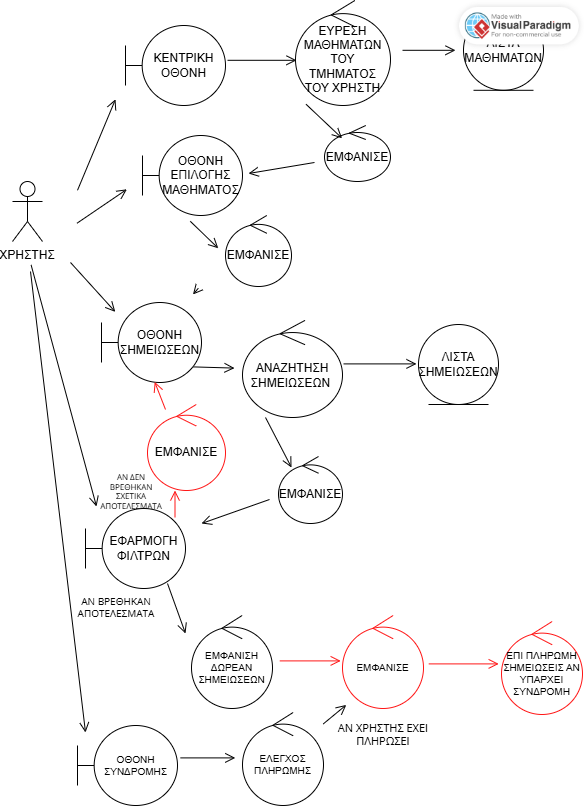 Made with
VisualParadigm
For non-commercial use
ΚΕΝΤΡΙΚΗ
ΟΘΟΝΗ
ΕΥΡΕΣΗ
ΜΑΘΗΜΑΤΩΝ
ΤΟΥ
ΤΜΗΜΑΤΟΣ
ΤΟΥ ΧΡΗΣΤΗ
ΛΙΣΤΑ
ΜΑΘΗΜΑΤΩΝ
ΟΘΟΝΗ
ΕΠΙΛΟΓΗΣ
ΜΑΘΗΜΑΤΟΣ
ΕΜΦΑΝΙΣΕ
ΧΡΗΣΤΗΣ
ΕΜΦΑΝΙΣΕ
ΟΘΟΝΗ
ΣΗΜΕΙΩΣΕΩΝ
ΑΝΑΖΗΤΗΣΗ
ΣΗΜΕΙΩΣΕΩΝ
ΛΙΣΤΑ
ΣΗΜΕΙΩΣΕΩΝ
ΕΜΦΑΝΙΣΕ
ΑΝ ΔΕΝ
ΒΡΕΘΗΚΑΝ
ΣΧΕΤΙΚΑ
ΑΠΟΤΕΛΕΣΜΑΤΑ
ΕΜΦΑΝΙΣΕ
ΕΦΑΡΜΟΓΗ
ΦΙΛΤΡΩΝ
ΑΝ ΒΡΕΘΗΚΑΝ
ΑΠΟΤΕΛΕΣΜΑΤΑ
ΕΜΦΑΝΙΣΗ
ΔΩΡΕΑΝ
ΣΗΜΕΙΩΣΕΩΝ
ΕΜΦΑΝΙΣΕ
ΕΠΙ ΠΛΗΡΩΜΗ
ΣΗΜΕΙΩΣΕΙΣ ΑΝ
ΥΠΑΡΧΕΙ
ΣΥΝΔΡΟΜΗ
ΑΝ ΧΡΗΣΤΗΣ ΕΧΕΙ
ΠΛΗΡΩΣΕΙ
ΟΘΟΝΗ
ΣΥΝΔΡΟΜΗΣ
ΕΛΕΓΧΟΣ
ΠΛΗΡΩΜΗΣ